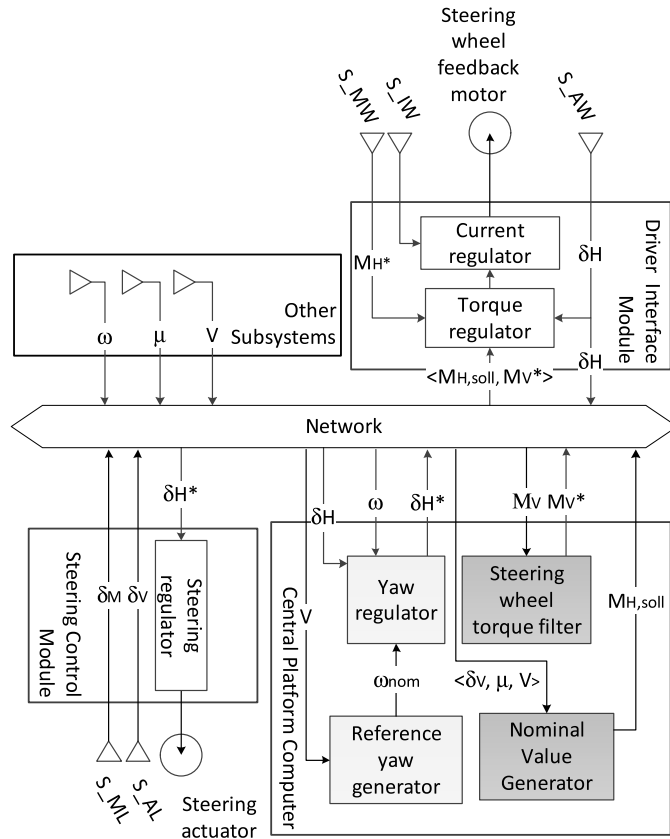 Steering
wheel
feedback
motor
S_MW
S_IW
S_AW
Current
regulator
MH*
δH
Driver Interface
Module
Torque
regulator
Other
Subsystems
ω
μ
V
δH
<MH,soll, MV*>
Network
δH*
δH
ω
δH*
MV
MV*
Steering Control
Module
δM
δV
Steering
regulator
Central Platform Computer
V
Yaw
regulator
Steering
wheel
torque filter
MH,soll
ωnom
<δV, μ, V>
Reference
yaw
generator
Nominal
Value
Generator
S_ML
S_AL
Steering
actuator